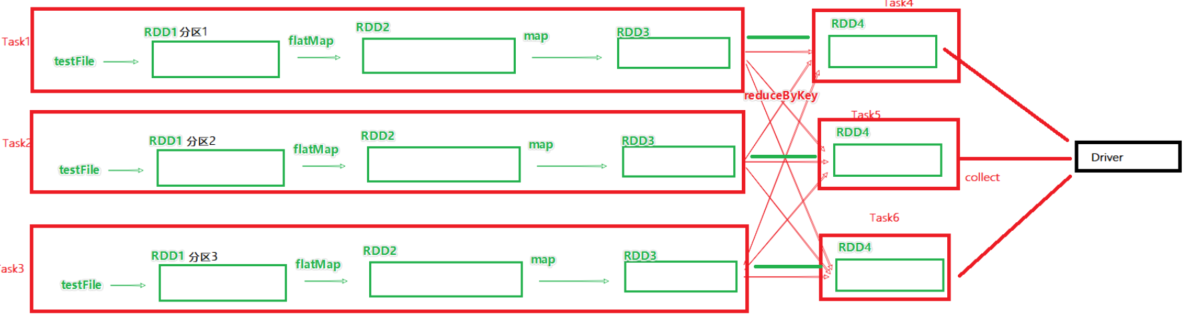 Task4
RDD1 分区1
RDD2
RDD3
RDD4
Task1
flatMap
map
testFile
reduceByKey
Task5
RDD1 分区2
RDD2
RDD3
RDD4
Task2
flatMap
map
testFile
Driver
collect
Task6
RDD1 分区3
RDD2
RDD3
RDD4
ask3
flatMap
map
testFile